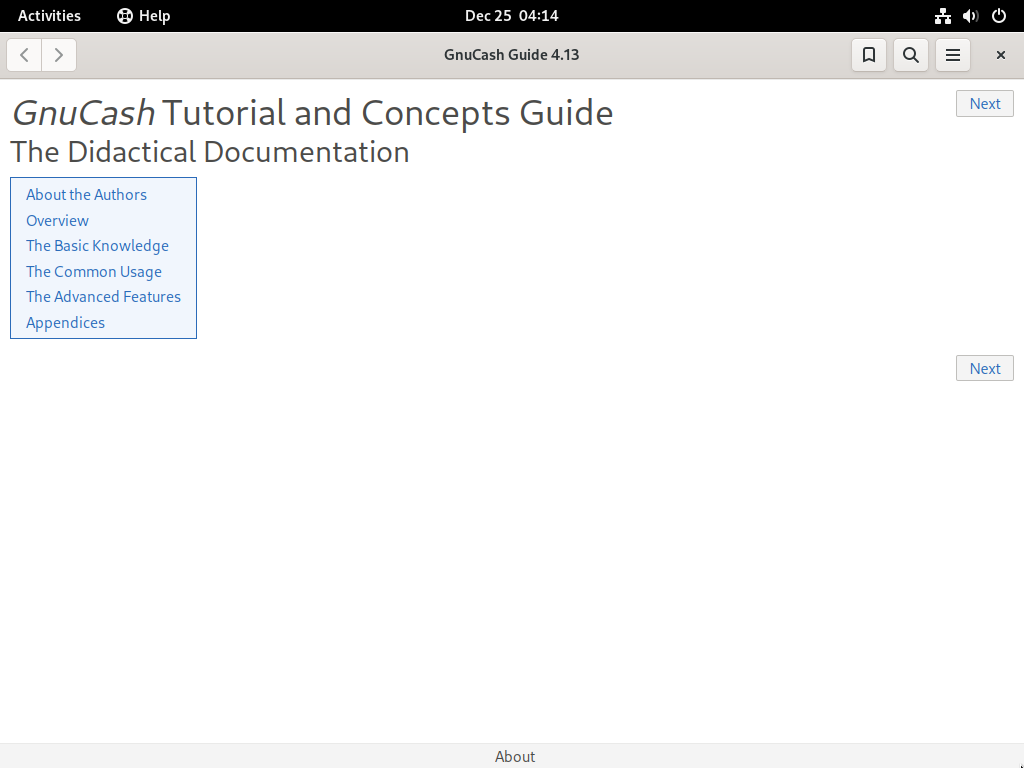 Activities Help Dec 25 04:14
GnuCash Guide 4.13
GnuCash Tutorial and Concepts Guide Next
The Didactical Documentation
About the Authors
Overview
The Basic Knowledge
The Common Usage
The Advanced Features
Appendices
Next
About